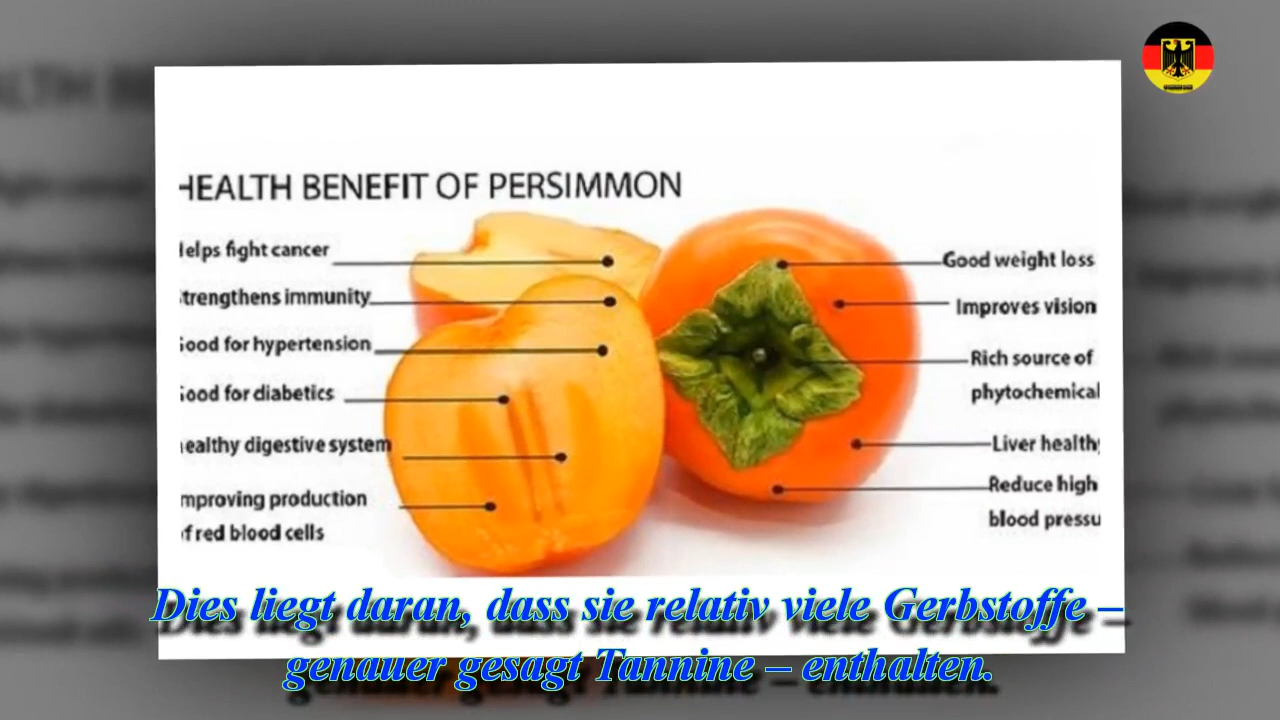 HEALTH BENEFIT OF PERSIMMON
elps fight cancer
trengthens immunity
ood for hypertension
ood for diabetics
ealthy digestive system
mproving production
f red blood cells
Good weight loss
Improves vision
Rich source of
phytochemical
Liver health
Reduce high
blood pressu
Dies liegt daran, dass sie relativ viele Gerbstoffe –
genauer gesagt Tannine – enthalten.